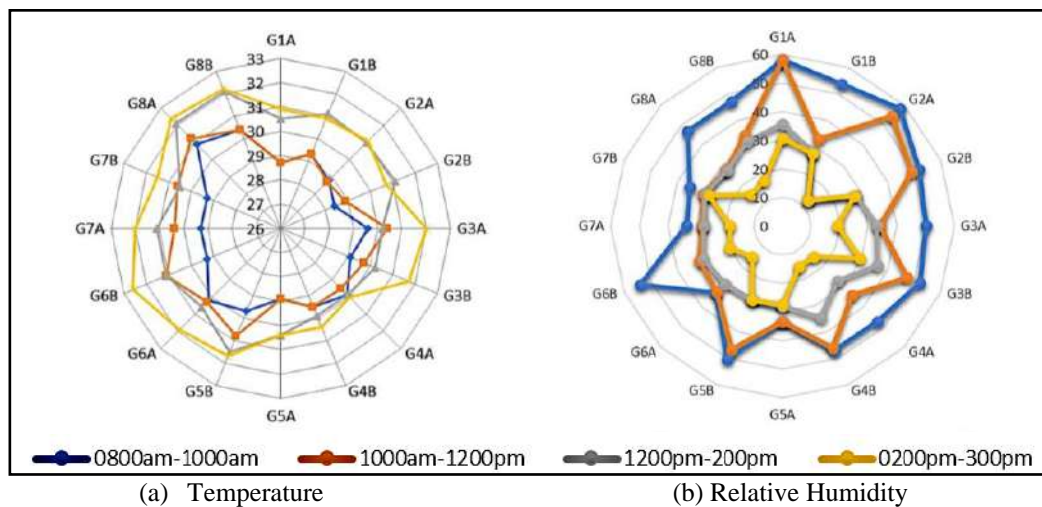 G1A
G1B
G2A
G2B
G3A
G3B
G4A
G4B
G5A
G5B
G6A
G6B
G7A
G7B
G8A
G8B
33
32
31
30
29
28
27
26
G1A
G1B
G2A
G2B
G3A
G3B
G4A
G4B
G5A
G5B
G6A
G6B
G7A
G7B
G8A
G8B
60
50
40
30
20
10
0
0800am-1000am
1000am-1200pm
1200pm-200pm
0200pm-300pm
(a) Temperature
(b) Relative Humidity